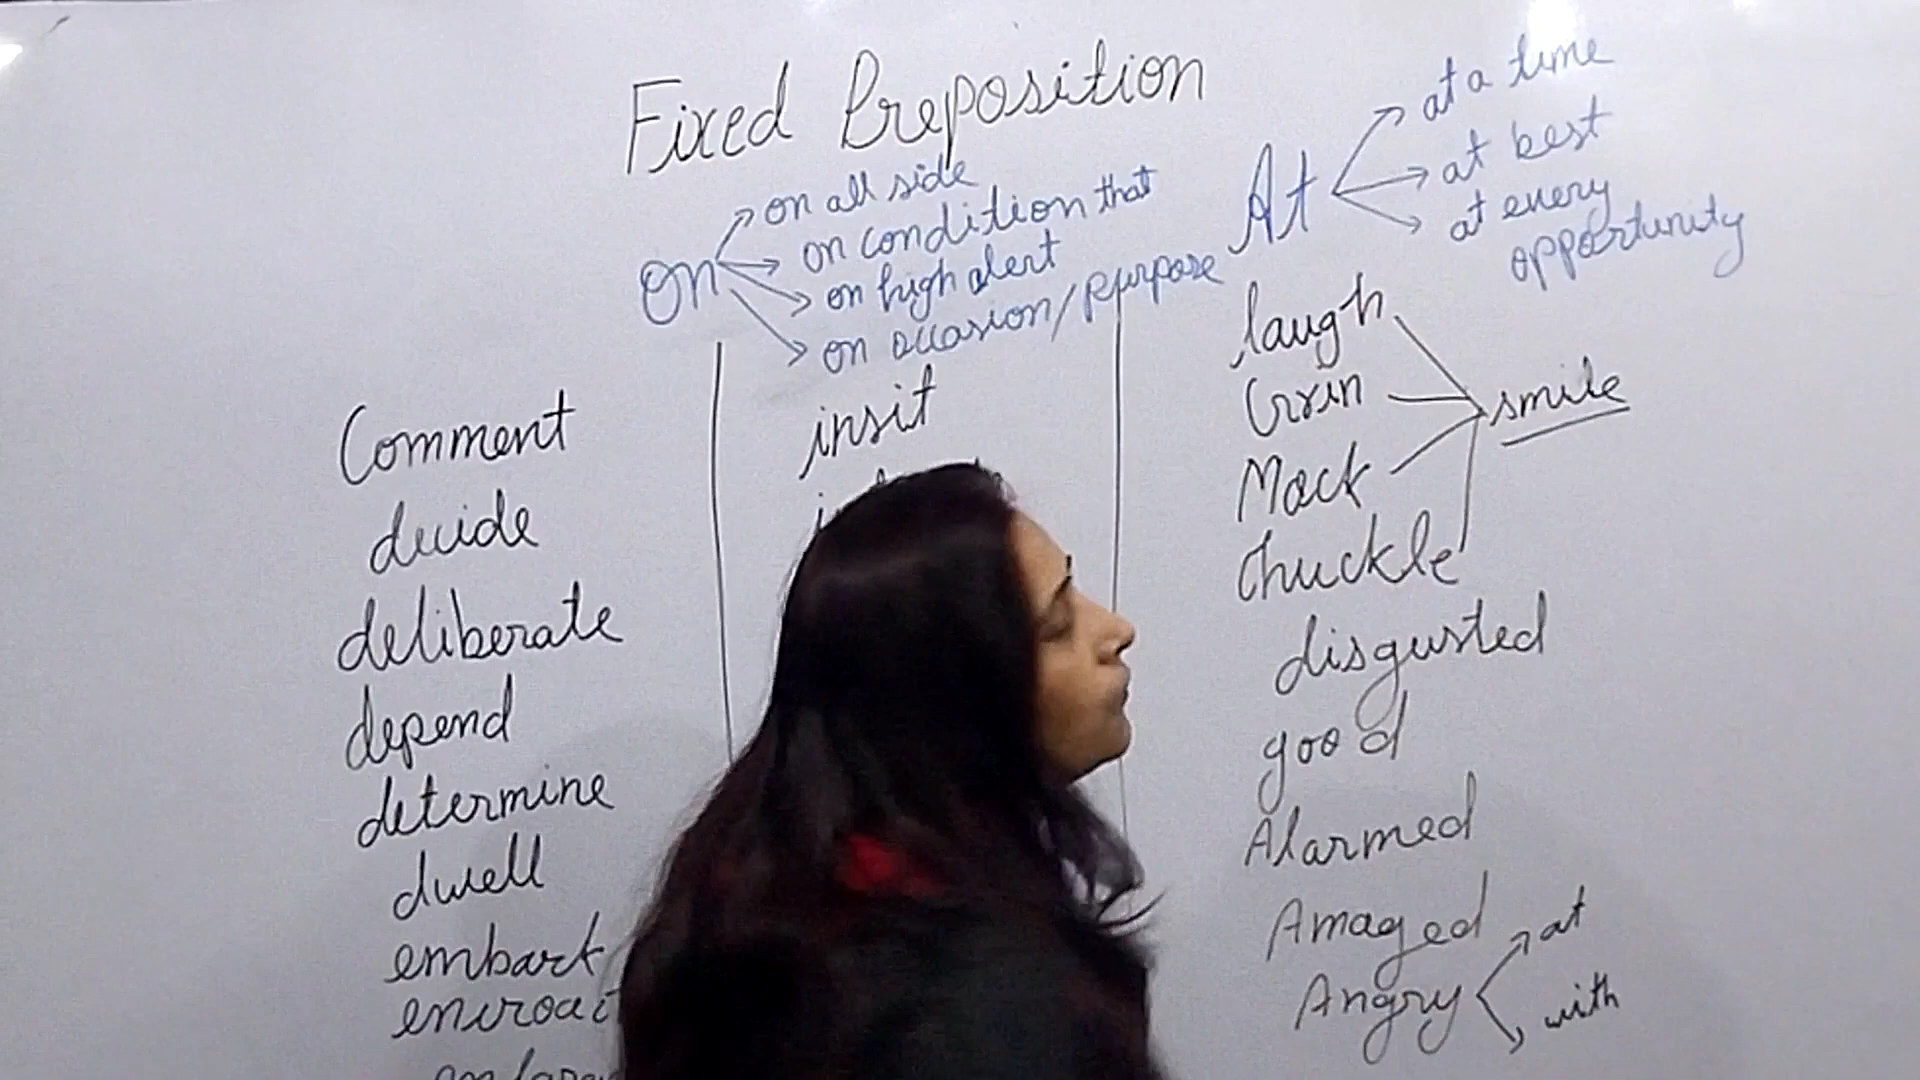 Fixed Preposition
on
on all side
on condition that
on high alert
on occasion/purpose
At
at a time
at best
at every
opportunity
Comment
decide
deliberate
depend
determine
dwell
embark
insit
laugh
Grin
Mock
chuckle
smile
disgusted
good
Alarmed
Amaged
Angry
at
with